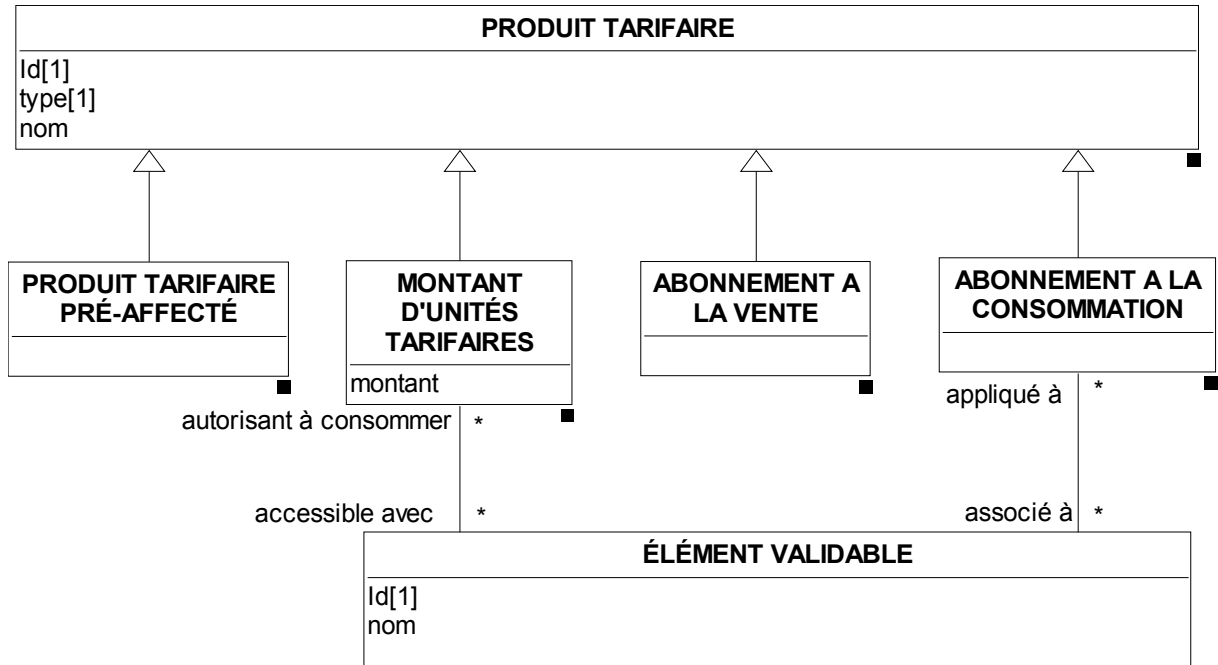 PRODUIT TARIFAIRE
Id[1]
type[1]
nom
PRODUIT TARIFAIRE
PRÉ-AFFECTÉ
MONTANT
D'UNITÉS
TARIFAIRES
montant
ABONNEMENT A
LA VENTE
ABONNEMENT A LA
CONSOMMATION
autorisant à consommer *
appliqué à *
accessible avec *
associé à *
ÉLÉMENT VALIDABLE
Id[1]
nom